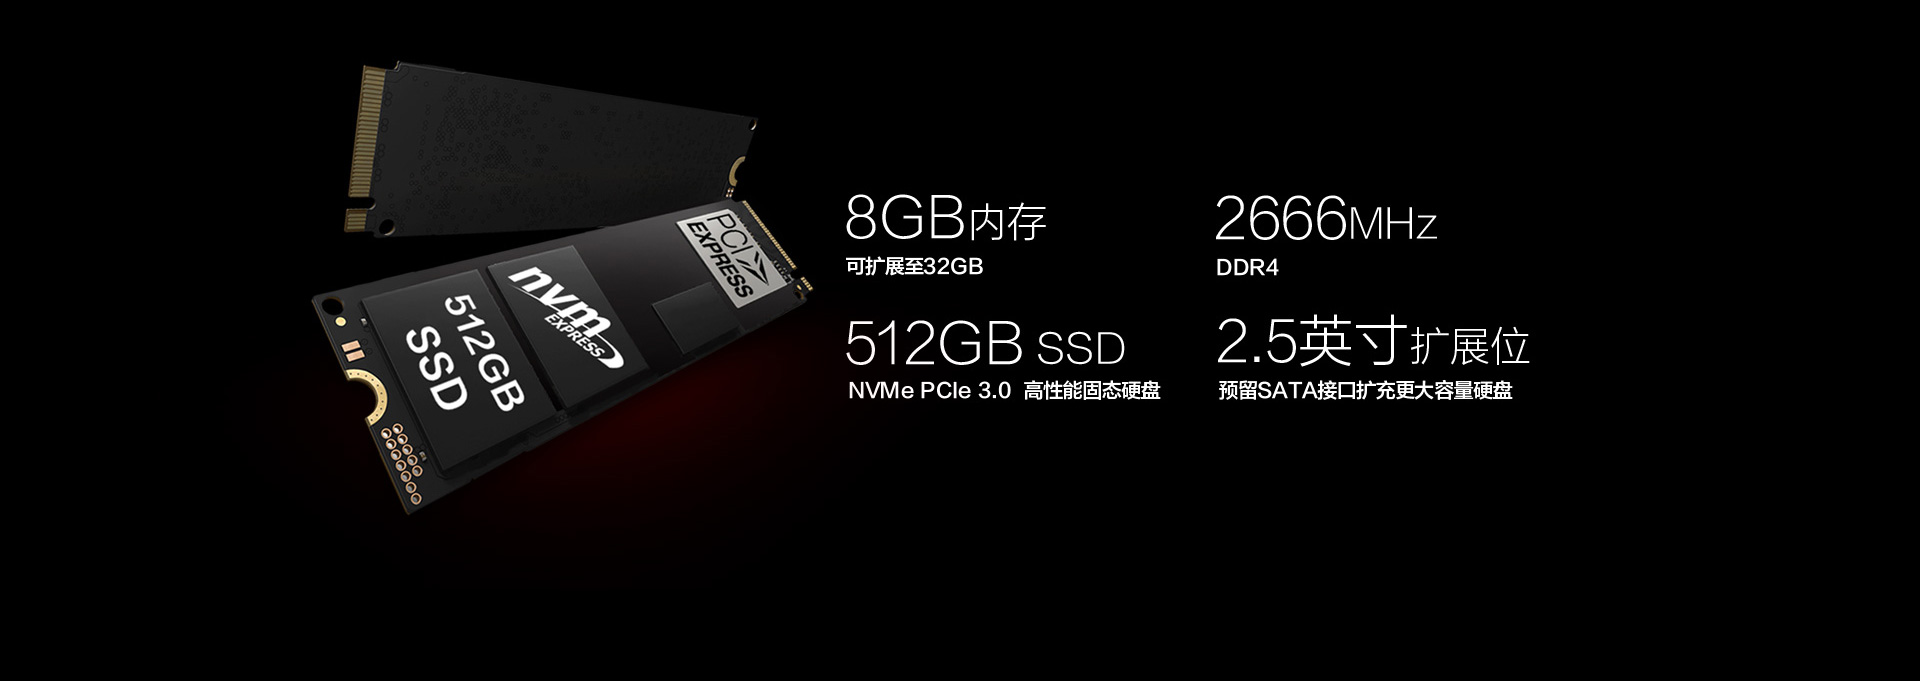 512GB
SSD
nvm
EXPRESS
PCI
EXPRESS
8GB内存
可扩展至32GB
2666MHz
DDR4
512GB SSD
NVMe PCIe 3.0 高性能固态硬盘
2.5英寸扩展位
预留SATA接口扩充更大容量硬盘